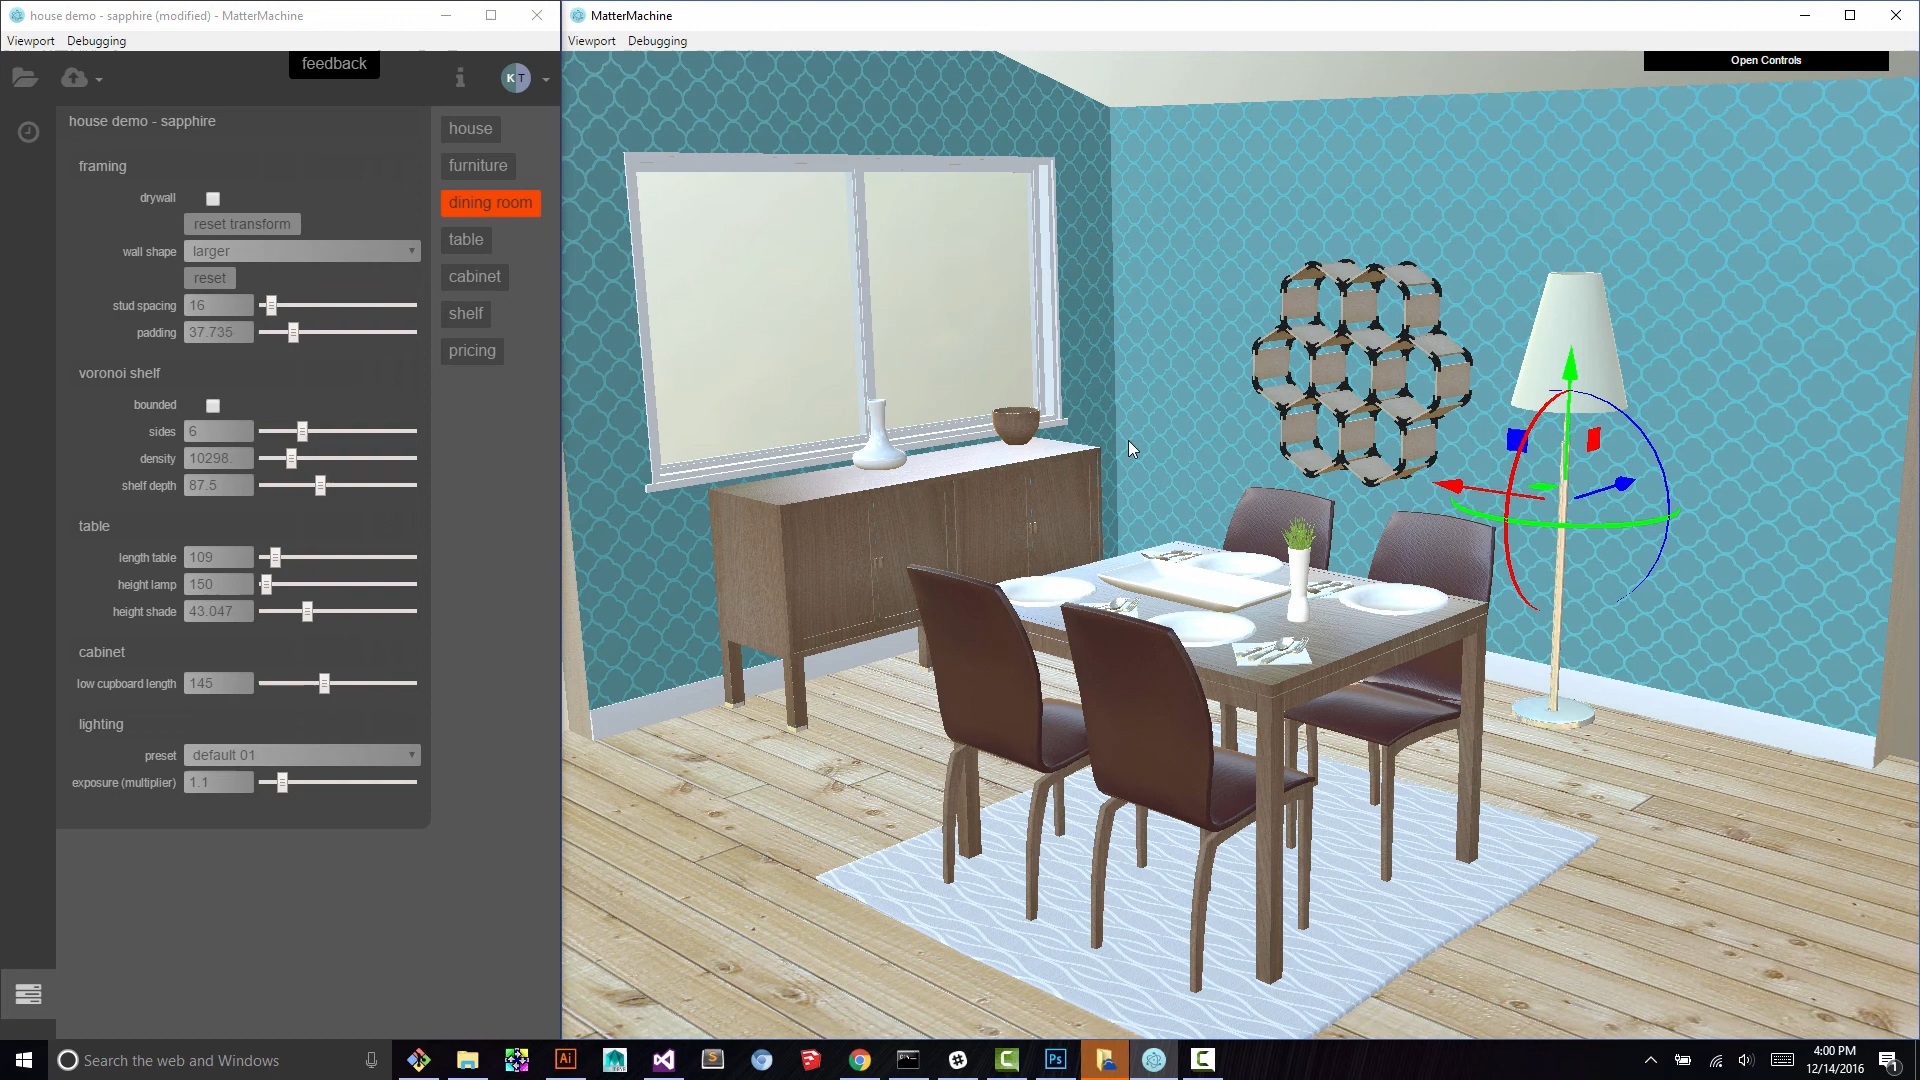 house demo - sapphire (modified) - MatterMachine
Viewport Debugging
feedback
K T
house demo - sapphire
framing
drywall
reset transform
wall shape larger
reset
stud spacing 16
padding 37.735
voronoi shelf
bounded
sides 6
density 10298.
shelf depth 87.5
table
length table 109
height lamp 150
height shade 43.047
cabinet
low cupboard length 145
lighting
preset default 01
exposure (multiplier) 1.1
house
furniture
dining room
table
cabinet
shelf
pricing
MatterMachine
Viewport Debugging
Open Controls
Search the web and Windows
Ai
S
Ps
4:00 PM
12/14/2016
1